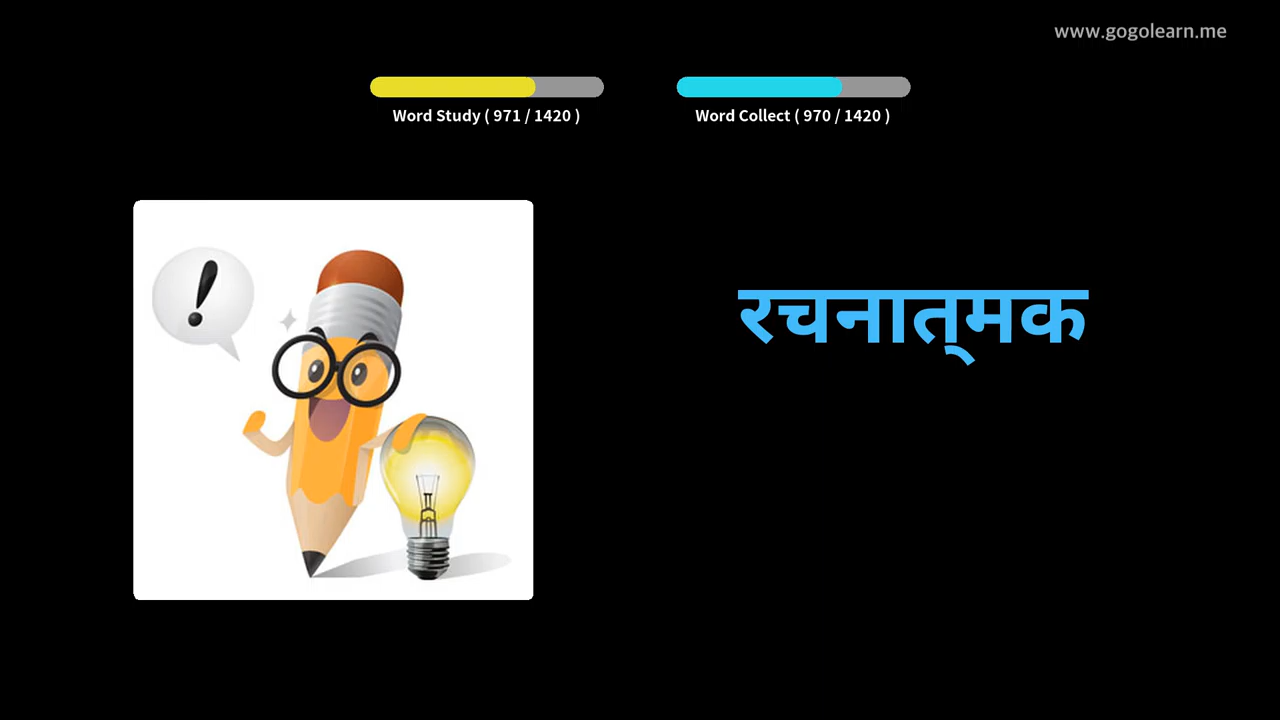 www.gogolearn.me
Word Study ( 971 / 1420 )
Word Collect ( 970 / 1420 )
!
रचनात्‌मक